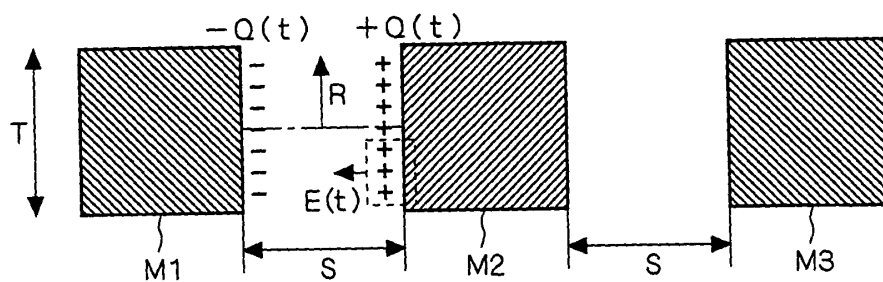 -Q(t) +Q(t)
R
T
E(t)
M1 S M2 S M3